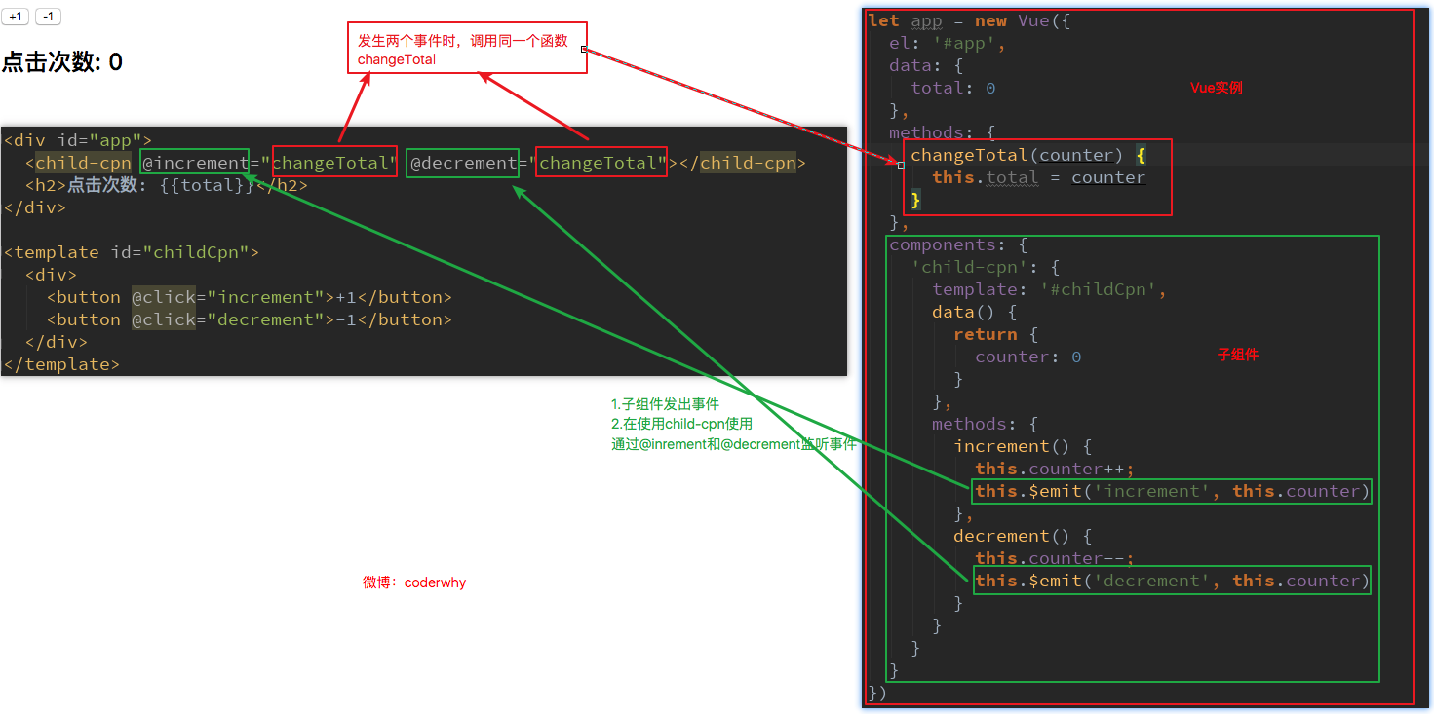 +1 -1
点击次数: 0
发生两个事件时，调用同一个函数
changeTotal
<div id="app">
<child-cpn @increment="changeTotal" @decrement="changeTotal"></child-cpn>
<h2>点击次数: {{total}}</h2>
</div>
<template id="childCpn">
<div>
<button @click="increment">+1</button>
<button @click="decrement">-1</button>
</div>
</template>
1.子组件发出事件
2.在使用child-cpn使用
通过@inrement和@decrement监听事件
微博：coderwhy
let app = new Vue({
el: '#app',
data: {
total: 0
Vue实例
},
methods: {
changeTotal(counter) {
this.total = counter
}
},
components: {
'child-cpn': {
template: '#childCpn',
data() {
return {
counter: 0
子组件
}
},
methods: {
increment() {
this.counter++;
this.$emit('increment', this.counter)
},
decrement() {
this.counter--;
this.$emit('decrement', this.counter)
}
}
}
}
})